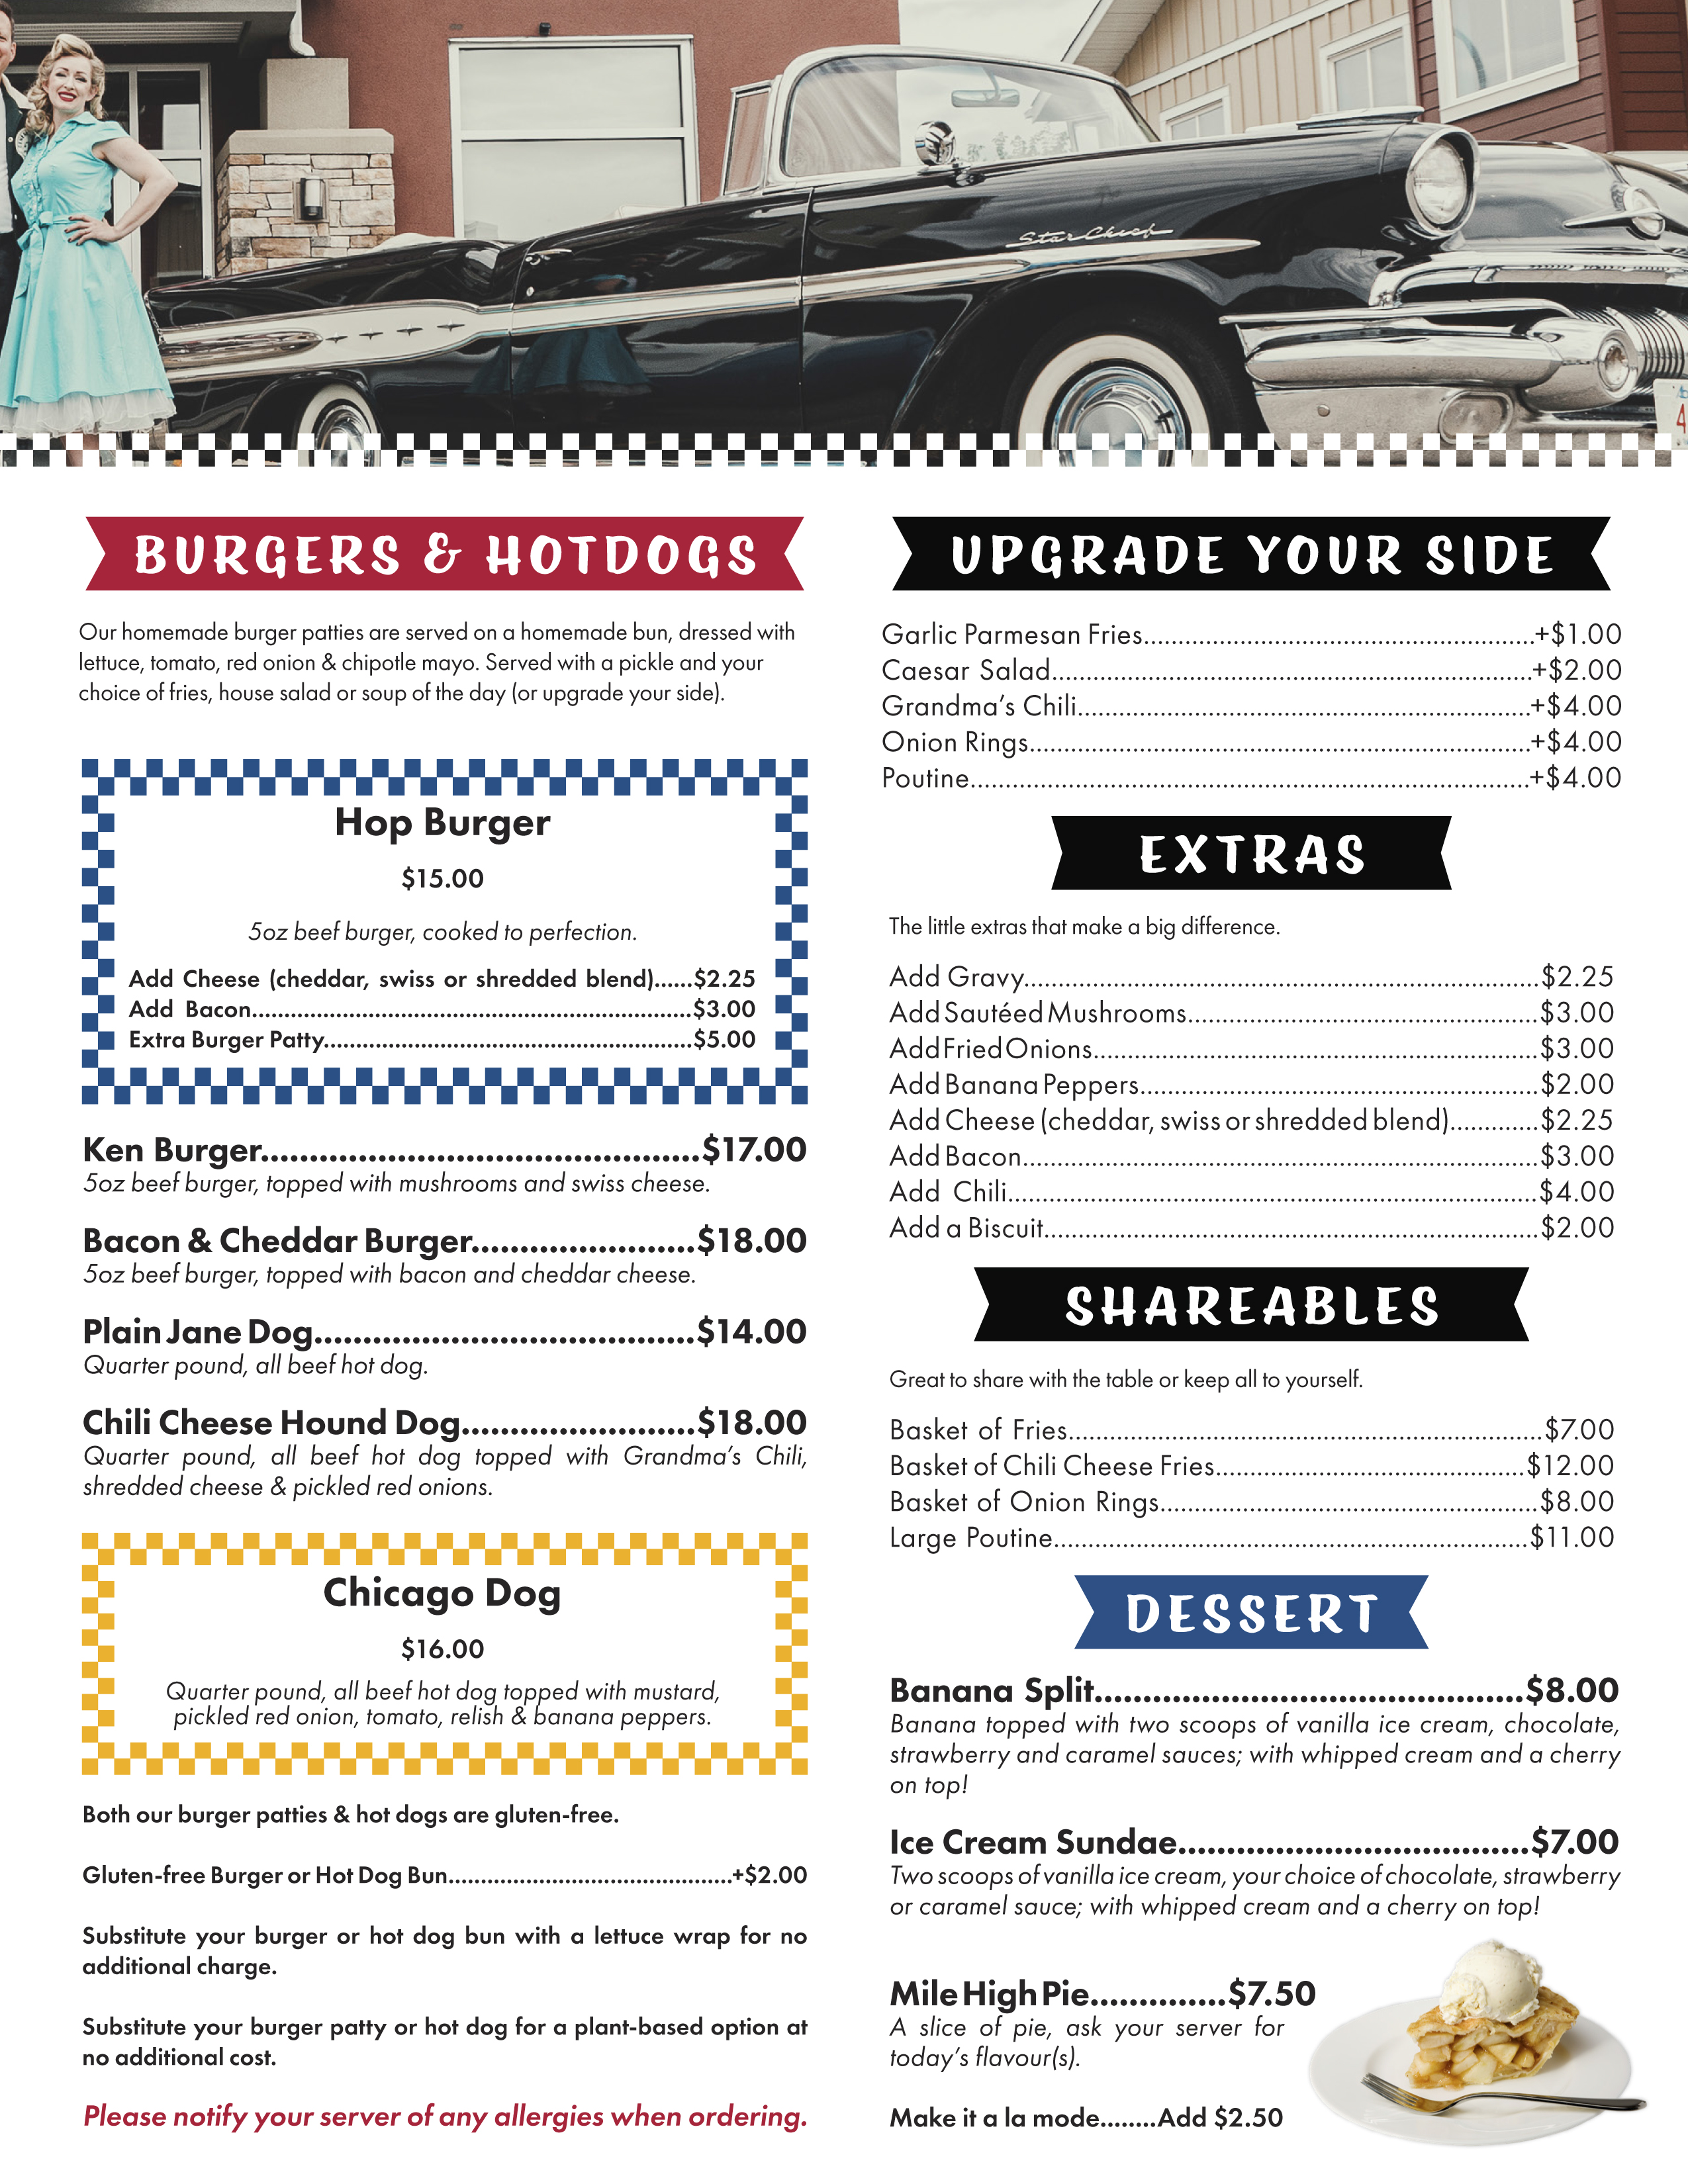 Star Chief
4
BURGERS & HOTDOGS
Our homemade burger patties are served on a homemade bun, dressed with
lettuce, tomato, red onion & chipotle mayo. Served with a pickle and your
choice of fries, house salad or soup of the day (or upgrade your side).
Hop Burger
$15.00
5oz beef burger, cooked to perfection.
Add Cheese (cheddar, swiss or shredded blend)......$2.25
Add Bacon....................................................................$3.00
Extra Burger Patty.........................................................$5.00
Ken Burger.............................................$17.00
5oz beef burger, topped with mushrooms and swiss cheese.
Bacon & Cheddar Burger.......................$18.00
5oz beef burger, topped with bacon and cheddar cheese.
Plain Jane Dog.......................................$14.00
Quarter pound, all beef hot dog.
Chili Cheese Hound Dog........................$18.00
Quarter pound, all beef hot dog topped with Grandma's Chili,
shredded cheese & pickled red onions.
Chicago Dog
$16.00
Quarter pound, all beef hot dog topped with mustard,
pickled red onion, tomato, relish & banana peppers.
Both our burger patties & hot dogs are gluten-free.
Gluten-free Burger or Hot Dog Bun............................................+$2.00
Substitute your burger or hot dog bun with a lettuce wrap for no
additional charge.
Substitute your burger patty or hot dog for a plant-based option at
no additional cost.
Please notify your server of any allergies when ordering.
UPGRADE YOUR SIDE
Garlic Parmesan Fries.........................................................+$1.00
Caesar Salad......................................................................+$2.00
Grandma's Chili..................................................................+$4.00
Onion Rings.........................................................................+$4.00
Poutine.................................................................................+$4.00
EXTRAS
The little extras that make a big difference.
Add Gravy...........................................................................$2.25
Add Sautéed Mushrooms...................................................$3.00
Add Fried Onions.................................................................$3.00
Add Banana Peppers..........................................................$2.00
Add Cheese (cheddar, swiss or shredded blend).............$2.25
Add Bacon...........................................................................$3.00
Add Chili.............................................................................$4.00
Add a Biscuit........................................................................$2.00
SHAREABLES
Great to share with the table or keep all to yourself.
Basket of Fries.....................................................................$7.00
Basket of Chili Cheese Fries.............................................$12.00
Basket of Onion Rings.......................................................$8.00
Large Poutine.....................................................................$11.00
DESSERT
Banana Split............................................$8.00
Banana topped with two scoops of vanilla ice cream, chocolate,
strawberry and caramel sauces; with whipped cream and a cherry
on top!
Ice Cream Sundae....................................$7.00
Two scoops of vanilla ice cream, your choice of chocolate, strawberry
or caramel sauce; with whipped cream and a cherry on top!
Mile High Pie..............$7.50
A slice of pie, ask your server for
today's flavour(s).
Make it a la mode........Add $2.50